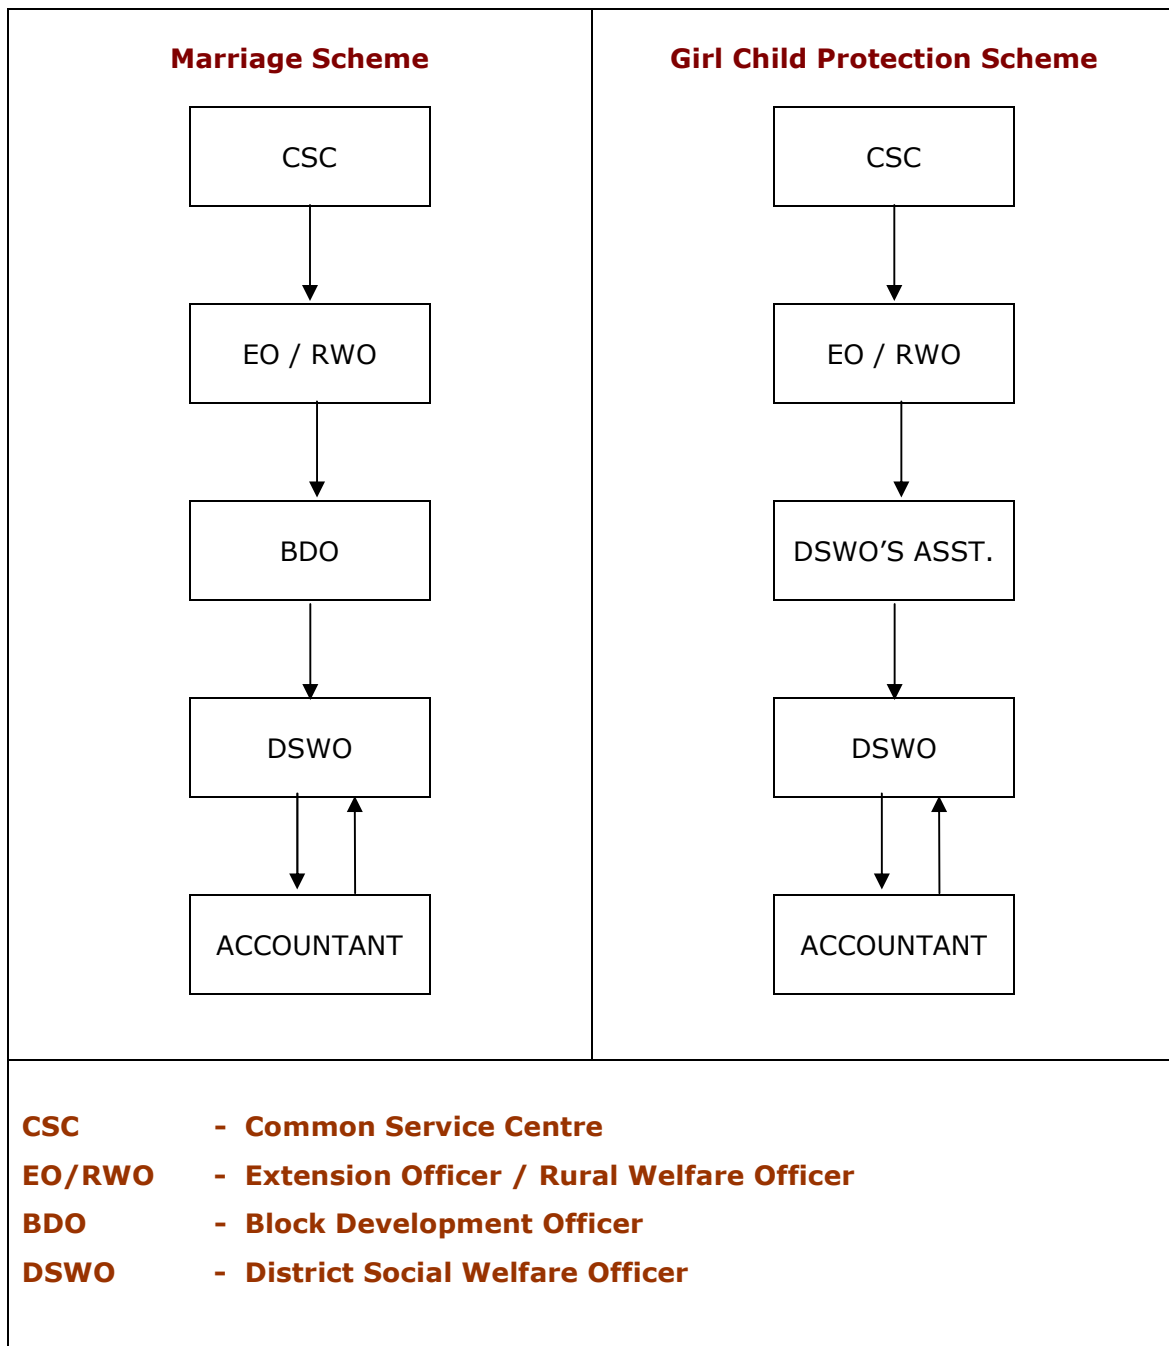 Marriage Scheme
CSC
EO / RWO
BDO
DSWO
ACCOUNTANT
Girl Child Protection Scheme
CSC
EO / RWO
DSWO’S ASST.
DSWO
ACCOUNTANT
CSC - Common Service Centre
EO/RWO - Extension Officer / Rural Welfare Officer
BDO - Block Development Officer
DSWO - District Social Welfare Officer